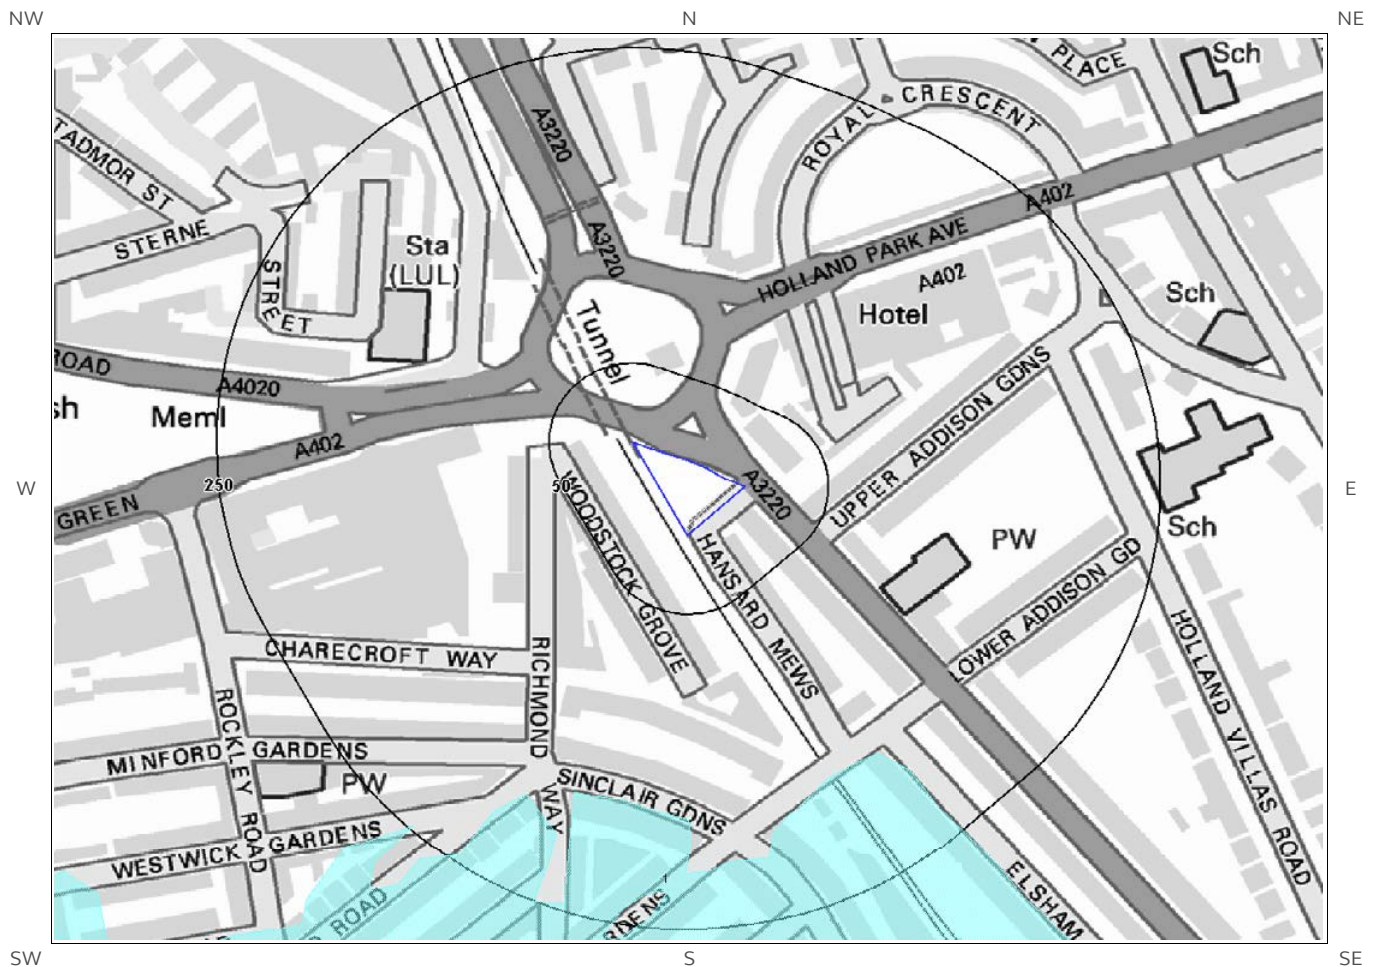 NW
N
NE
PLACE
Sch
CRESCENT
ROYAL
A3220
TADMOR ST
STERNE
STREET
Sta
(LUL)
A3220
A402
HOLLAND PARK AVE
A402
Hotel
Sch
Tunnel
ROAD
A4020
sh
Meml
A402
UPPER ADDISON GDNS
W
250
50
E
GREEN
A3220
WOODSTOCK GROVE
HANSARD MEWS
PW
Sch
LOWER ADDISON GD
HOLLAND VILLAS ROAD
CHARECROFT WAY
RICHMOND
WAY
ROCKLEY ROAD
MINFORD GARDENS
PW
SINCLAIR GDNS
WESTWICK GARDENS
ROAD
RDENS
ELSHAM
SW
S
SE